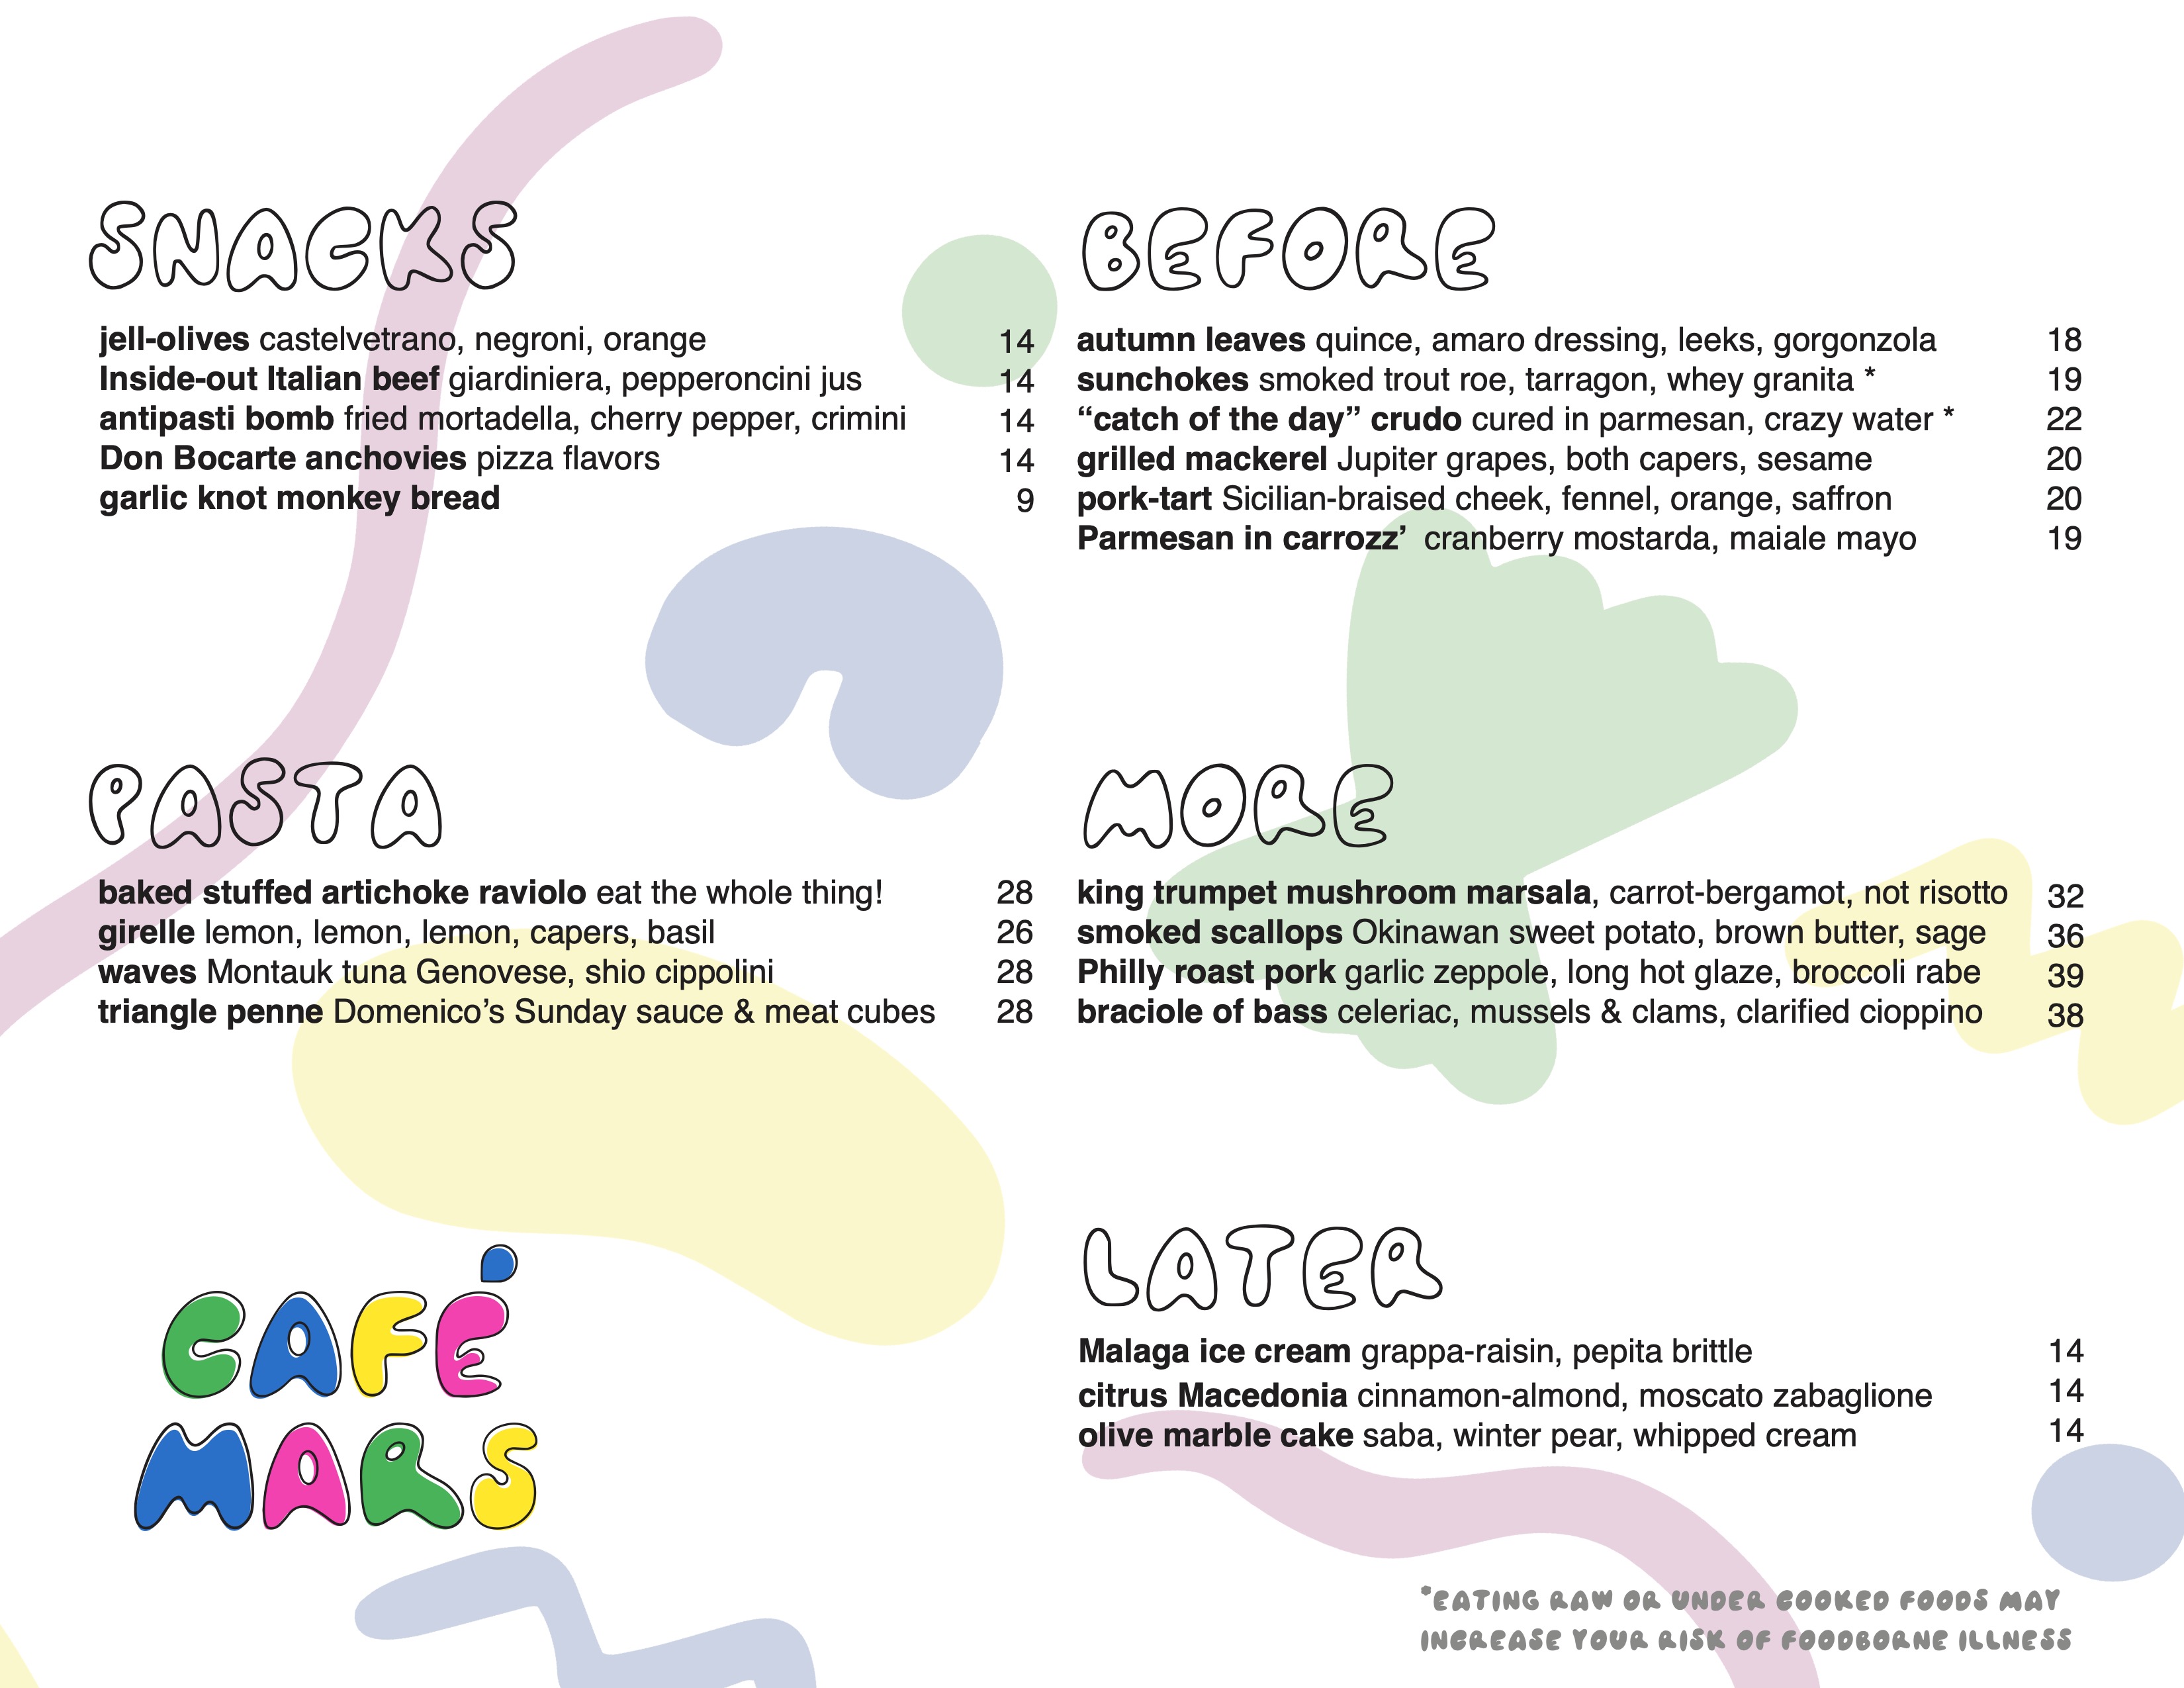 SNACKS
jell-olives castelvetrano, negroni, orange 14
Inside-out Italian beef giardiniera, pepperoncini jus 14
antipasti bomb fried mortadella, cherry pepper, crimini 14
Don Bocarte anchovies pizza flavors 14
garlic knot monkey bread 9
BEFORE
autumn leaves quince, amaro dressing, leeks, gorgonzola 18
sunchokes smoked trout roe, tarragon, whey granita * 19
“catch of the day” crudo cured in parmesan, crazy water * 22
grilled mackerel Jupiter grapes, both capers, sesame 20
pork-tart Sicilian-braised cheek, fennel, orange, saffron 20
Parmesan in carrozz’ cranberry mostarda, maiale mayo 19
PASTA
baked stuffed artichoke raviolo eat the whole thing! 28
girelle lemon, lemon, lemon, capers, basil 26
waves Montauk tuna Genovese, shio cippolini 28
triangle penne Domenico’s Sunday sauce & meat cubes 28
MORE
king trumpet mushroom marsala, carrot-bergamot, not risotto 32
smoked scallops Okinawan sweet potato, brown butter, sage 36
Philly roast pork garlic zeppole, long hot glaze, broccoli rabe 39
braciole of bass celeriac, mussels & clams, clarified cioppino 38
CAFÉ
MARS
LATER
Malaga ice cream grappa-raisin, pepita brittle 14
citrus Macedonia cinnamon-almond, moscato zabaglione 14
olive marble cake saba, winter pear, whipped cream 14
*EATING RAW OR UNDER COOKED FOODS MAY
INCREASE YOUR RISK OF FOODBORNE ILLNESS